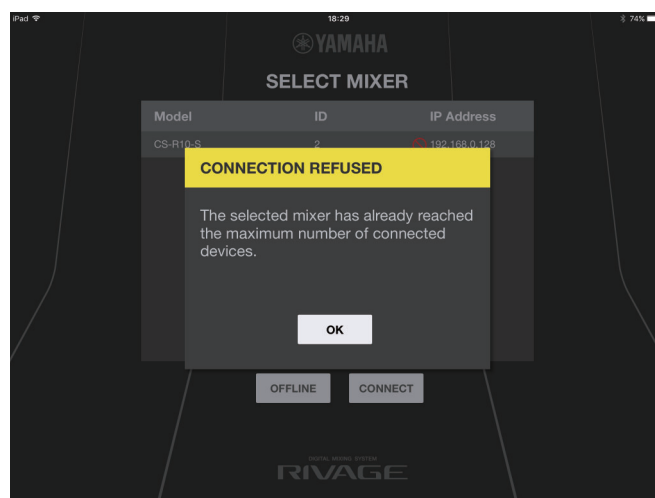 iPad 18:29 74%
YAMAHA
SELECT MIXER
Model ID IP Address
CS-R10-S 2 192.168.0.128
CONNECTION REFUSED
The selected mixer has already reached
the maximum number of connected
devices.
OK
OFFLINE CONNECT
DIGITAL MIXING SYSTEM
RIVAGE